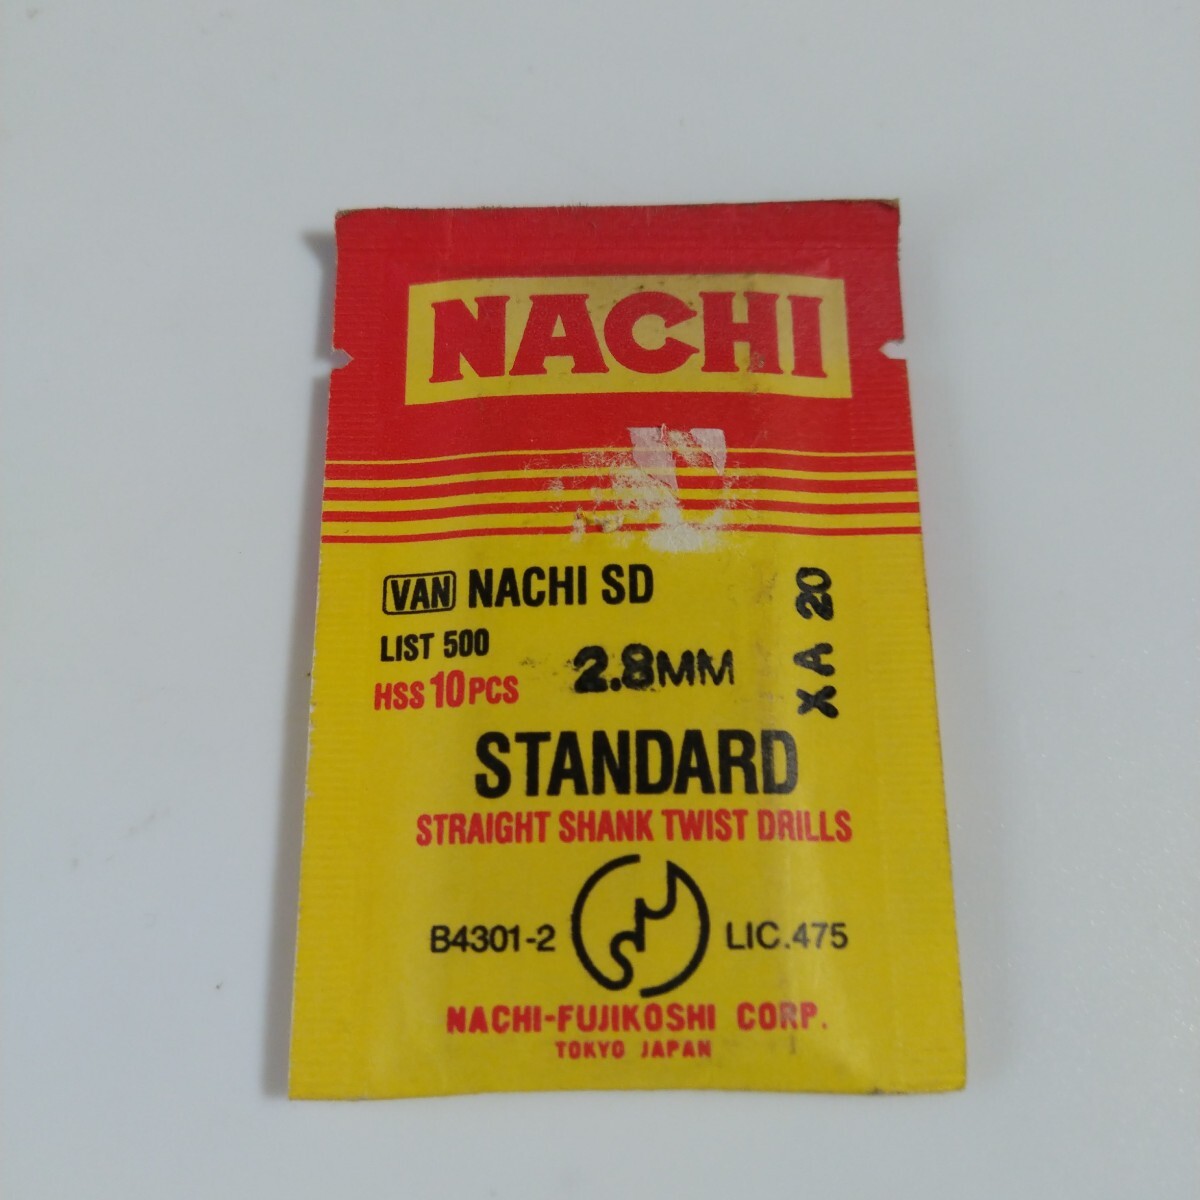 NACHI
VAN NACHI SD
LIST 500
HSS 10 PCS
2.8MM
XA 20
STANDARD
STRAIGHT SHANK TWIST DRILLS
B4301-2
LIC.475
NACHI-FUJIKOSHI CORP.
TOKYO JAPAN